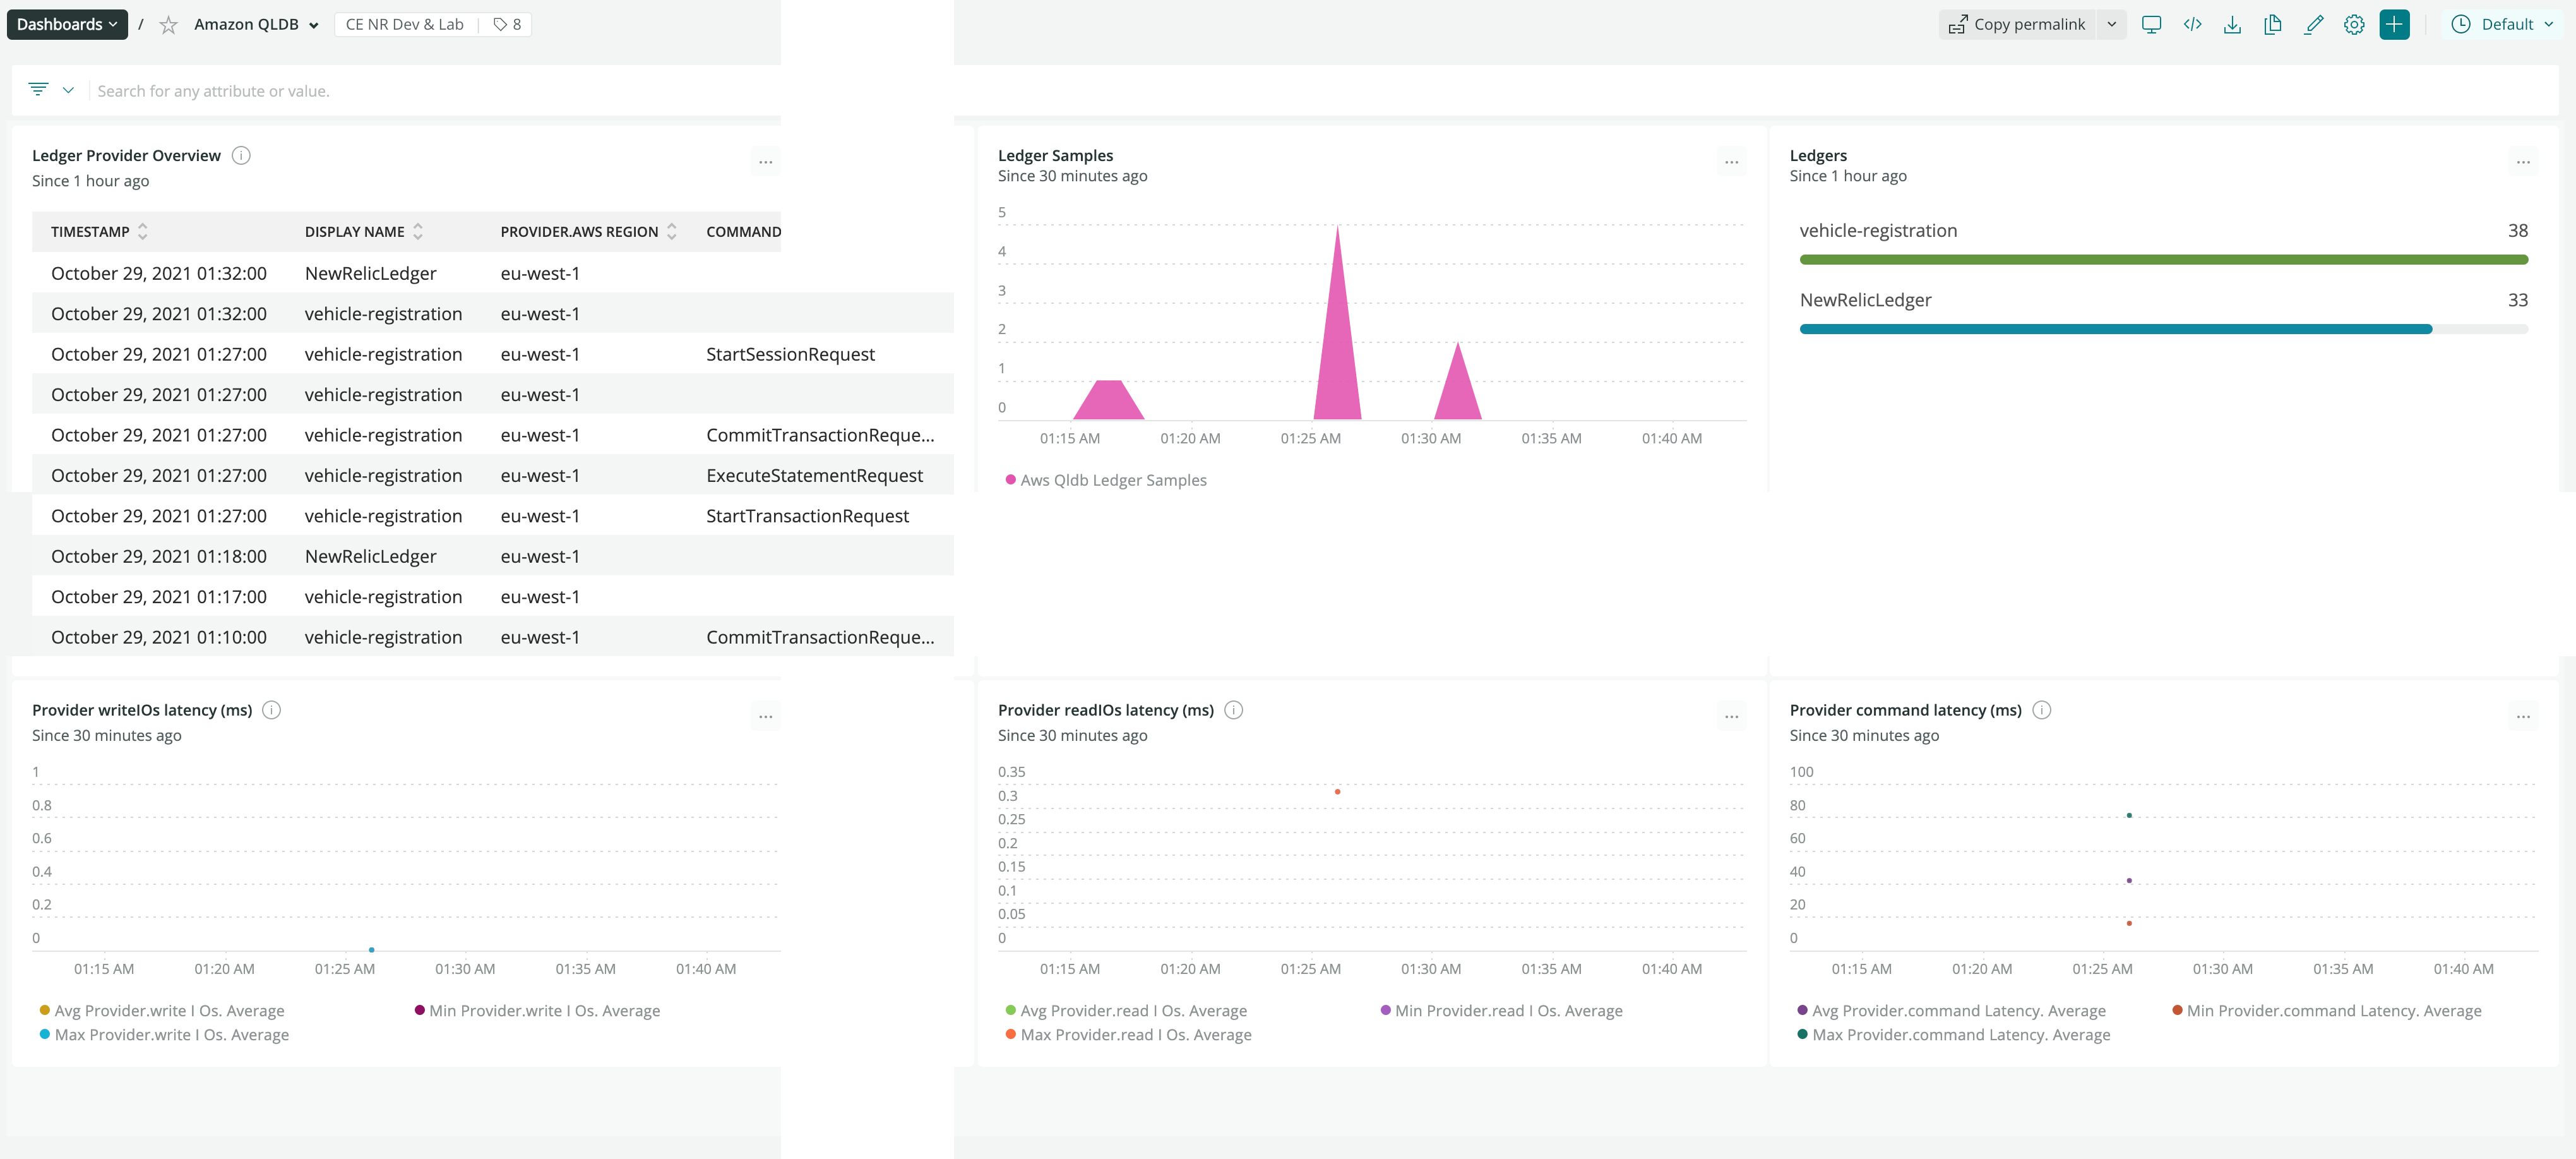 Dashboards / Amazon QLDB CE NR Dev & Lab 8 Copy permalink Default
Search for any attribute or value.
Ledger Provider Overview
Since 1 hour ago
TIMESTAMP DISPLAY NAME PROVIDER.AWS REGION COMMAND
October 29, 2021 01:32:00 NewRelicLedger eu-west-1
October 29, 2021 01:32:00 vehicle-registration eu-west-1
October 29, 2021 01:27:00 vehicle-registration eu-west-1 StartSessionRequest
October 29, 2021 01:27:00 vehicle-registration eu-west-1
October 29, 2021 01:27:00 vehicle-registration eu-west-1 CommitTransactionReque...
October 29, 2021 01:27:00 vehicle-registration eu-west-1 ExecuteStatementRequest
October 29, 2021 01:27:00 vehicle-registration eu-west-1 StartTransactionRequest
October 29, 2021 01:18:00 NewRelicLedger eu-west-1
October 29, 2021 01:17:00 vehicle-registration eu-west-1
October 29, 2021 01:10:00 vehicle-registration eu-west-1 CommitTransactionReque...
Ledger Samples
Since 30 minutes ago
5
4
3
2
1
0
01:15 AM 01:20 AM 01:25 AM 01:30 AM 01:35 AM 01:40 AM
Aws Qldb Ledger Samples
Ledgers
Since 1 hour ago
vehicle-registration 38
NewRelicLedger 33
Provider writeIOs latency (ms)
Since 30 minutes ago
1
0.8
0.6
0.4
0.2
0
01:15 AM 01:20 AM 01:25 AM 01:30 AM 01:35 AM 01:40 AM
Avg Provider.write I Os. Average Min Provider.write I Os. Average
Max Provider.write I Os. Average
Provider readIOs latency (ms)
Since 30 minutes ago
0.35
0.3
0.25
0.2
0.15
0.1
0.05
0
01:15 AM 01:20 AM 01:25 AM 01:30 AM 01:35 AM 01:40 AM
Avg Provider.read I Os. Average Min Provider.read I Os. Average
Max Provider.read I Os. Average
Provider command latency (ms)
Since 30 minutes ago
100
80
60
40
20
0
01:15 AM 01:20 AM 01:25 AM 01:30 AM 01:35 AM 01:40 AM
Avg Provider.command Latency. Average Min Provider.command Latency. Average
Max Provider.command Latency. Average